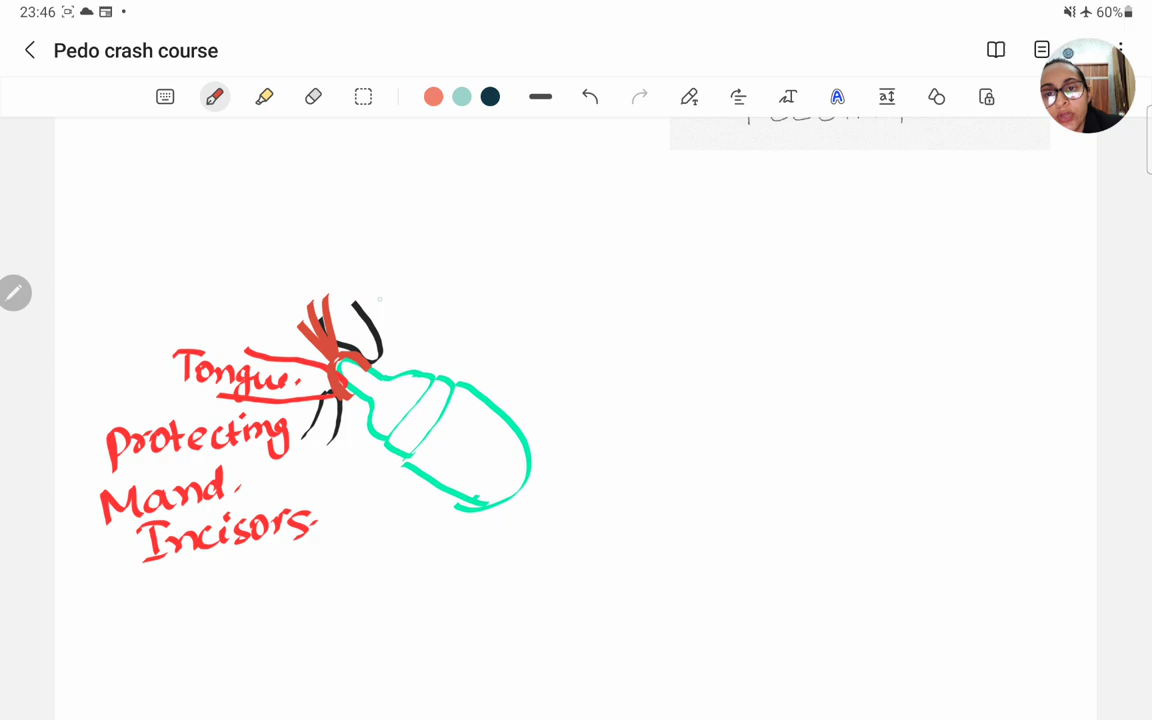 23:46
60%
Pedo crash course
Tongue.
Protecting
Mand.
Incisors.